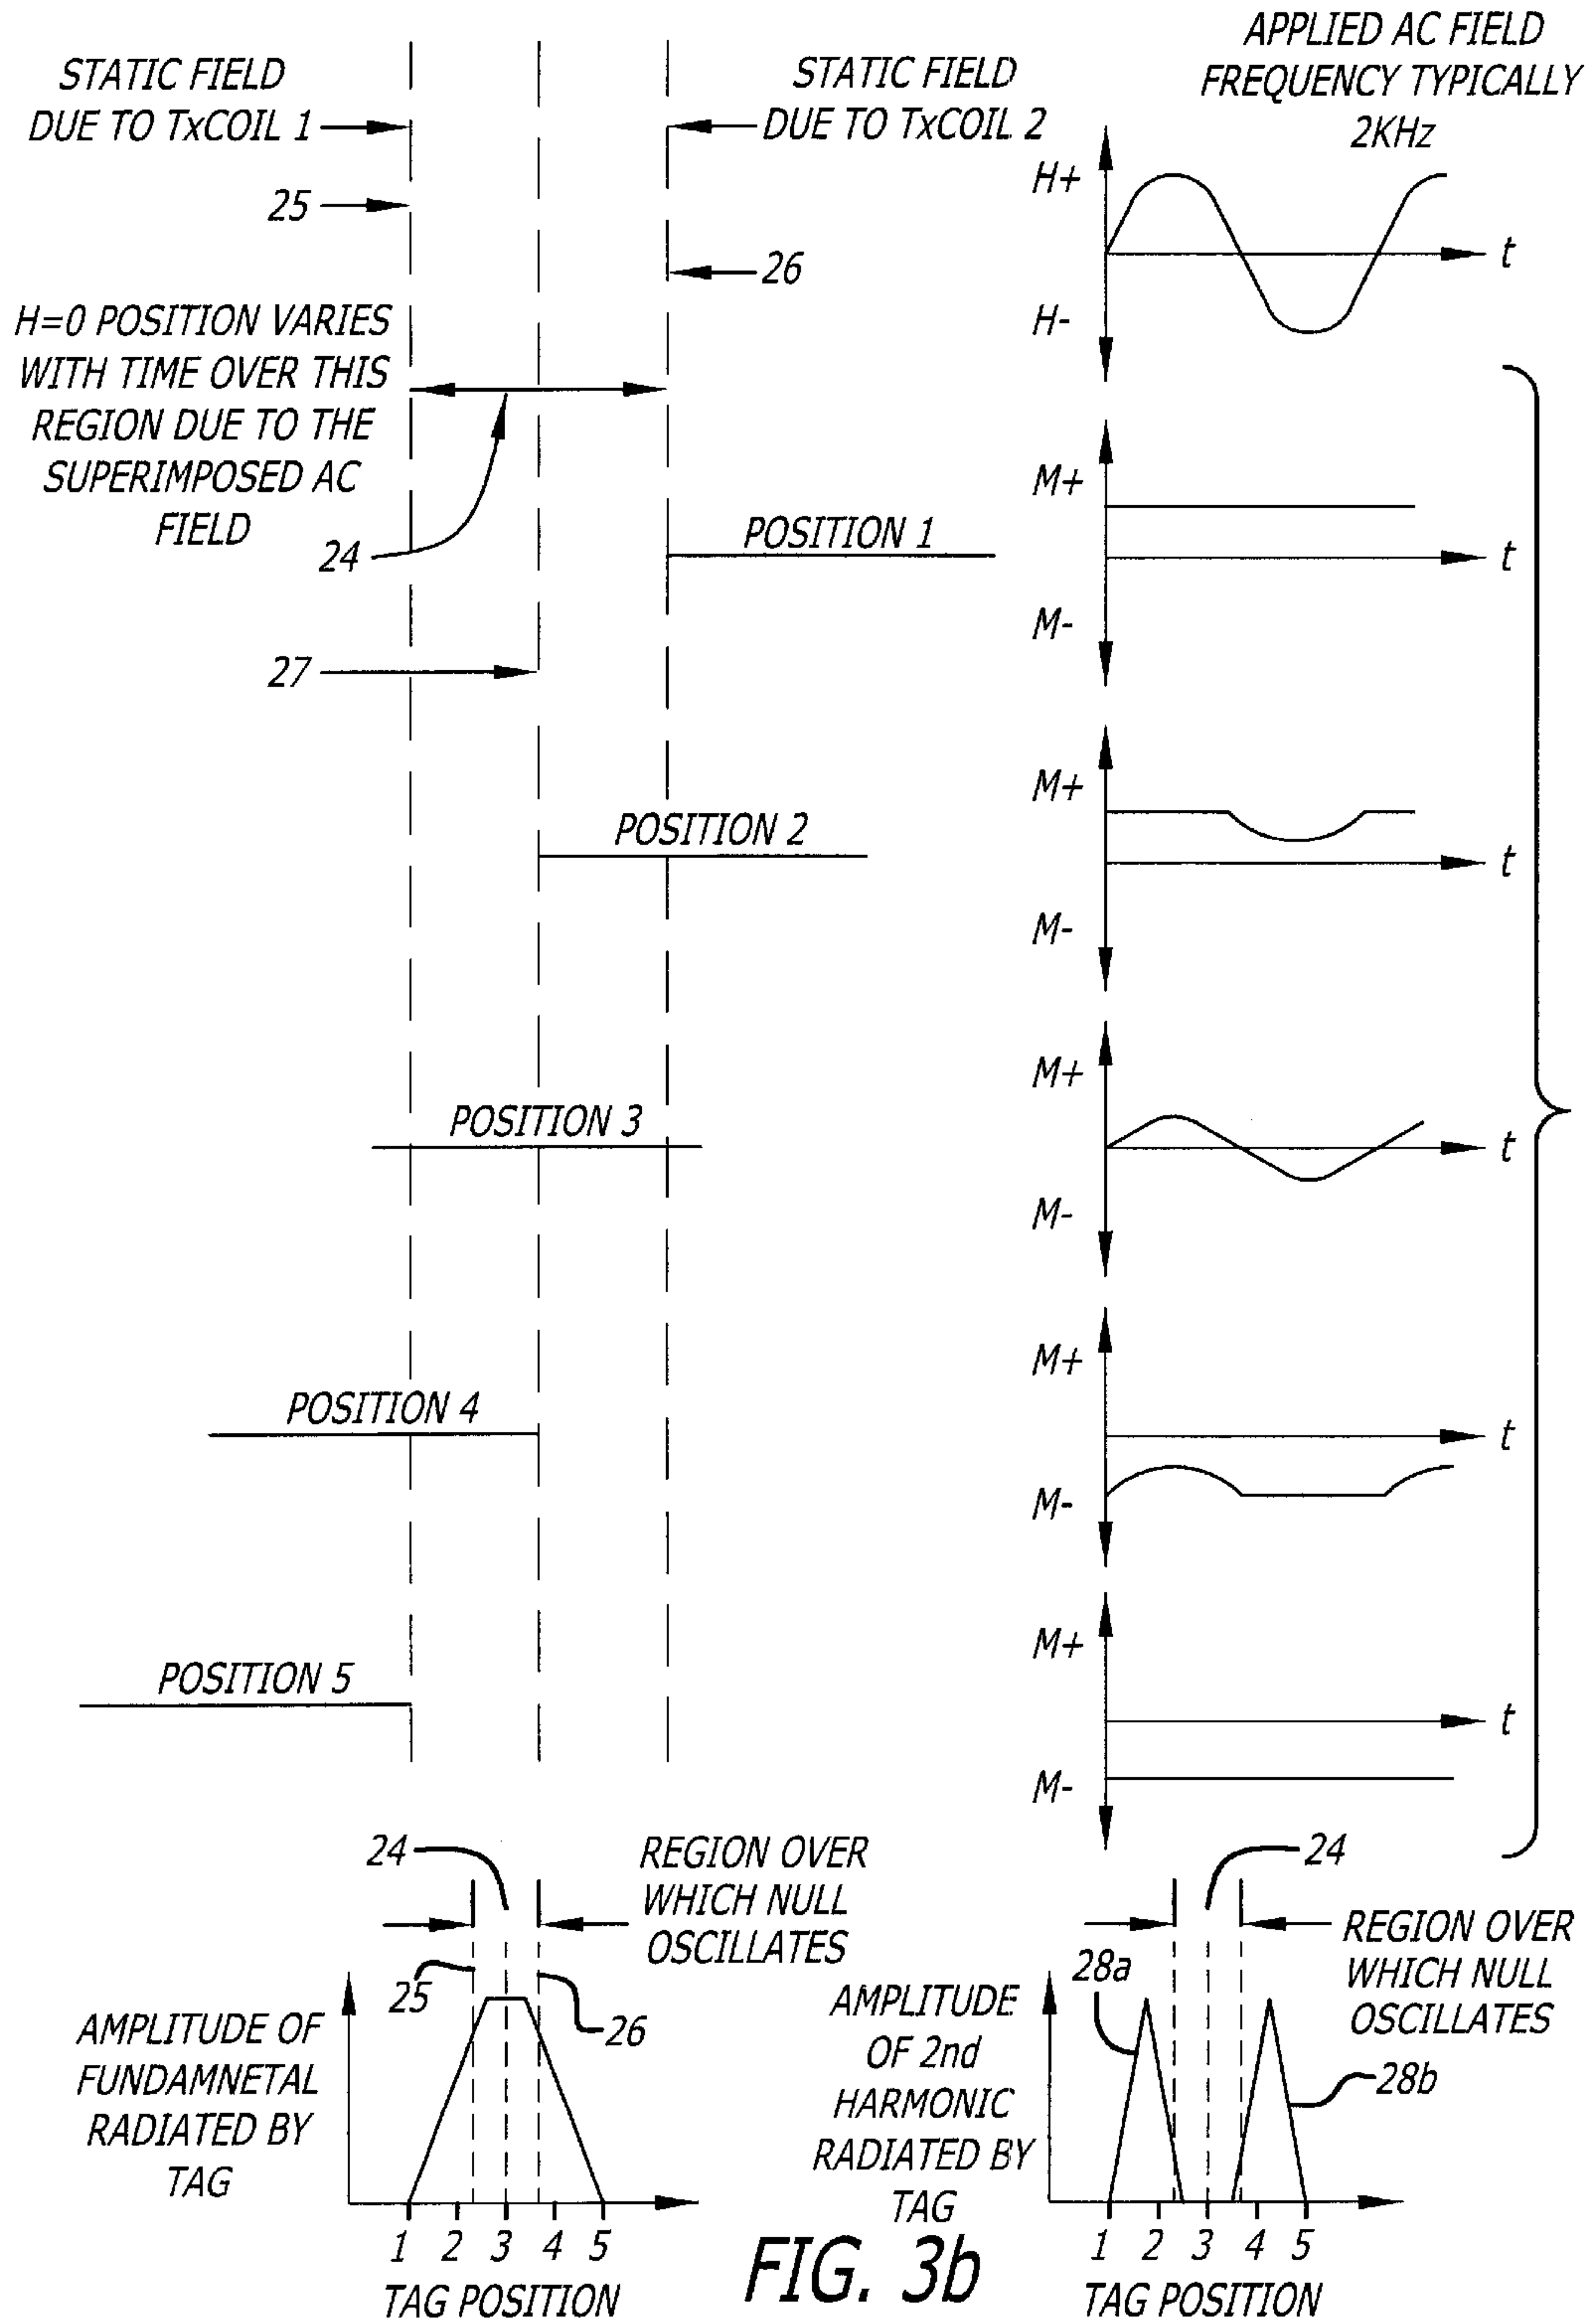 STATIC FIELD
DUE TO TxCOIL 1
STATIC FIELD
DUE TO TxCOIL 2
APPLIED AC FIELD
FREQUENCY TYPICALLY
2KHz
25
26
H+
t
H-
H=0 POSITION VARIES
WITH TIME OVER THIS
REGION DUE TO THE
SUPERIMPOSED AC
FIELD
24
27
POSITION 1
M+
t
M-
POSITION 2
M+
t
M-
POSITION 3
M+
t
M-
POSITION 4
M+
t
M-
POSITION 5
M+
t
M-
24
REGION OVER
WHICH NULL
OSCILLATES
25
26
AMPLITUDE OF
FUNDAMNETAL
RADIATED BY
TAG
1 2 3 4 5
TAG POSITION
24
REGION OVER
WHICH NULL
OSCILLATES
28a
28b
AMPLITUDE
OF 2nd
HARMONIC
RADIATED BY
TAG
1 2 3 4 5
TAG POSITION
FIG. 3b